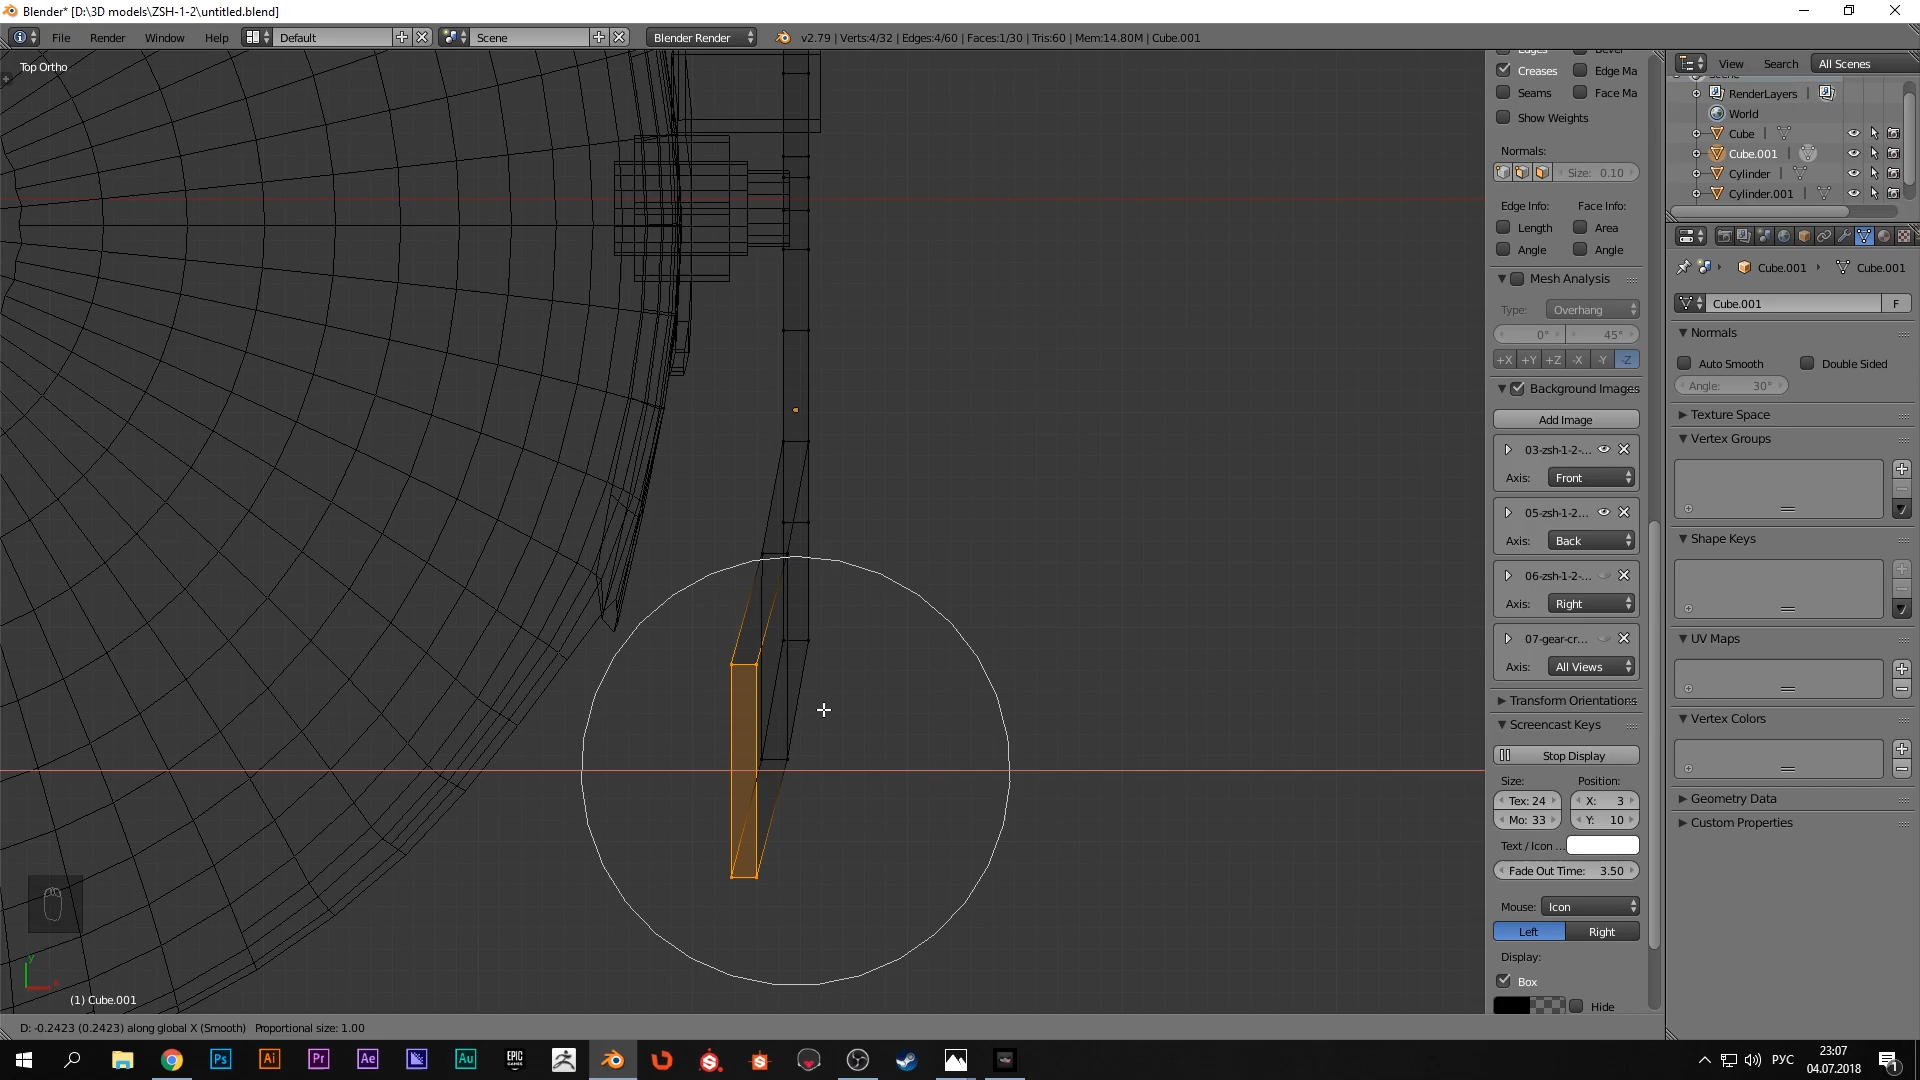 Blender* [D:\3D models\ZSH-1-2\untitled.blend]
File Render Window Help Default Scene Blender Render v2.79 | Verts:4/32 | Edges:4/60 | Faces:1/30 | Tris:60 | Mem:14.80M | Cube.001
Top Ortho
Creases Edge Ma
Seams Face Ma
Show Weights
Normals:
Size: 0.10
Edge Info: Face Info:
Length Area
Angle Angle
Mesh Analysis
Type: Overhang
0° 45°
+X +Y +Z -X -Y -Z
Background Images
Add Image
03-zsh-1-2-...
Axis: Front
05-zsh-1-2...
Axis: Back
06-zsh-1-2-...
Axis: Right
07-gear-cr...
Axis: All Views
Transform Orientations
Screencast Keys
Stop Display
Size: Position:
Tex: 24 X: 3
Mo: 33 Y: 10
Text / Icon ...
Fade Out Time: 3.50
Mouse: Icon
Left Right
Display:
Box
Hide
View Search All Scenes
RenderLayers
World
Cube
Cube.001
Cylinder
Cylinder.001
Cube.001 Cube.001
Cube.001 F
Normals
Auto Smooth Double Sided
Angle: 30°
Texture Space
Vertex Groups
Shape Keys
UV Maps
Vertex Colors
Geometry Data
Custom Properties
y
x
(1) Cube.001
D: -0.2423 (0.2423) along global X (Smooth) Proportional size: 1.00
Ps Ai Pr Ae Au EPIC GAMES
РУС
23:07
04.07.2018
1